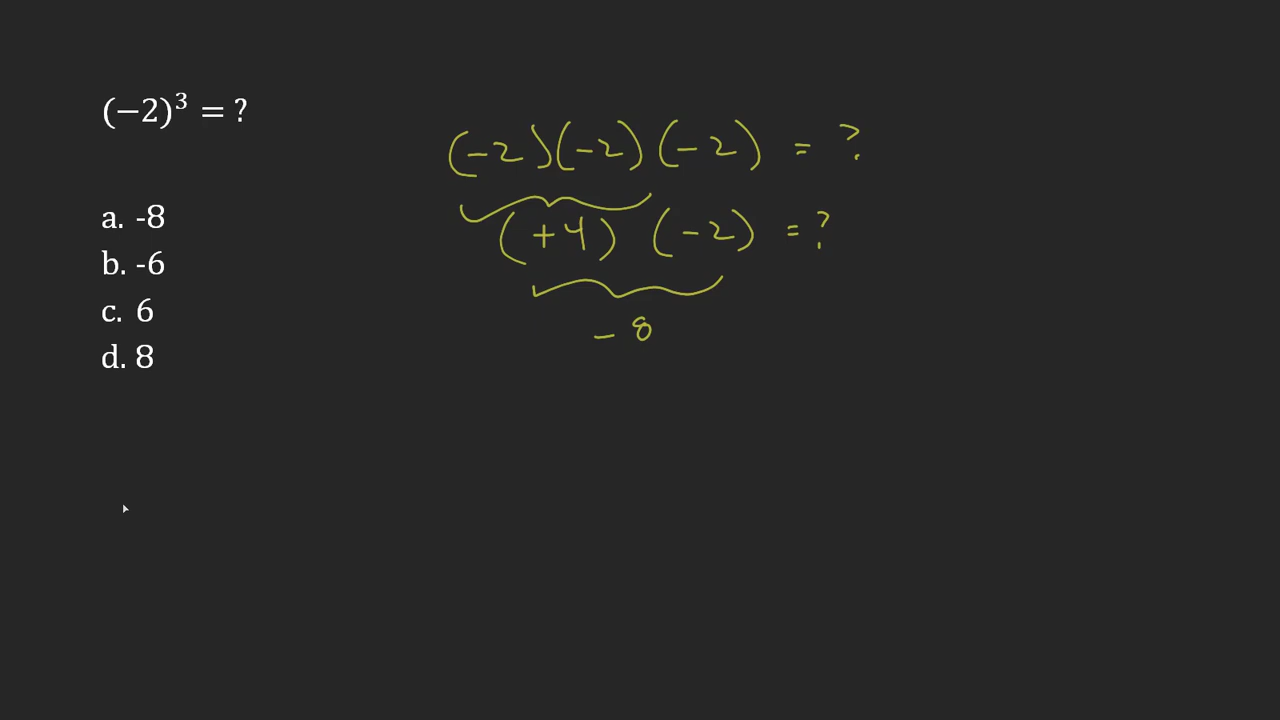 (−2)³ = ?
(-2)(-2)(-2) = ?
(+4) (-2) = ?
-8
a. -8
b. -6
c. 6
d. 8